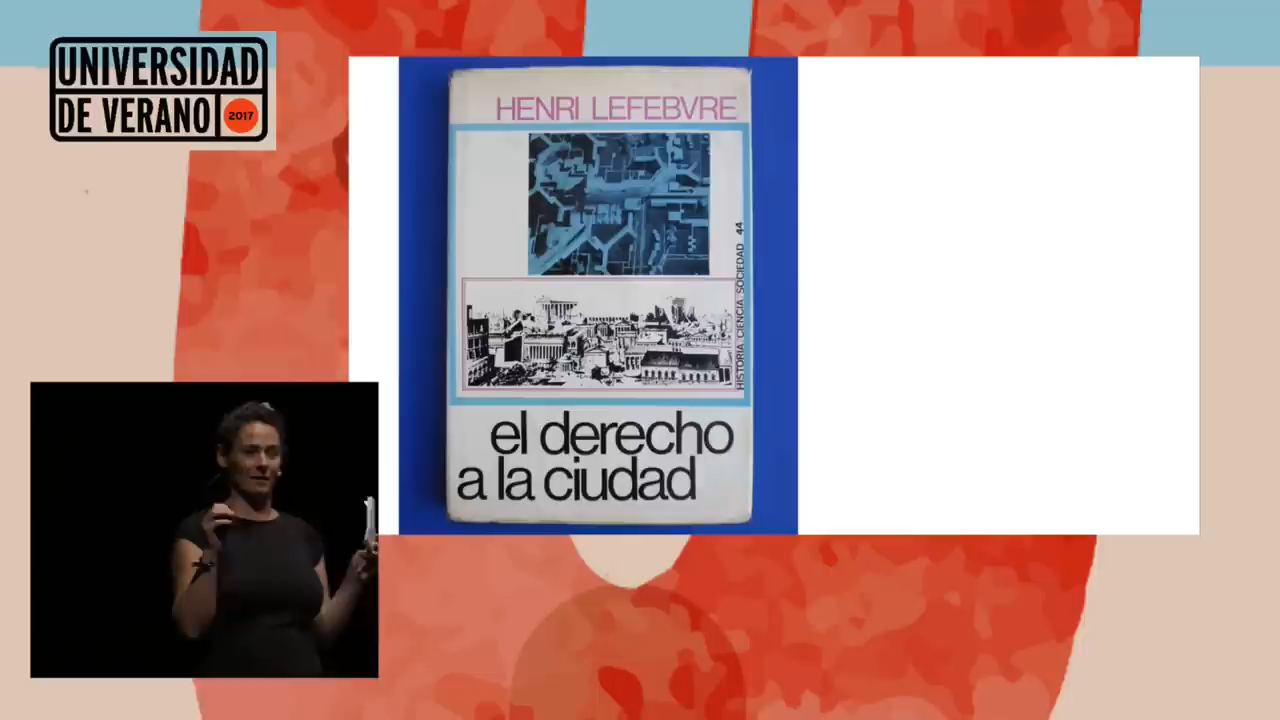 UNIVERSIDAD
DE VERANO 2017
HENRI LEFEBVRE
HISTORIA CIENCIA SOCIEDAD 44
el derecho
a la ciudad